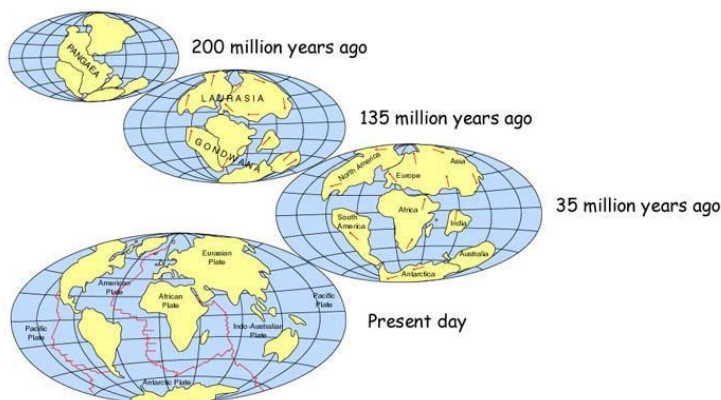 PANGAEA
200 million years ago
LAURASIA
GONDWANA
135 million years ago
North America
Europe
Asia
Africa
South
America
India
Australia
Antarctica
35 million years ago
Eurasian
Plate
American
Plate
African
Plate
Pacific
Plate
Pacific
Plate
Indo-Australian
Plate
Antarctic Plate
Present day